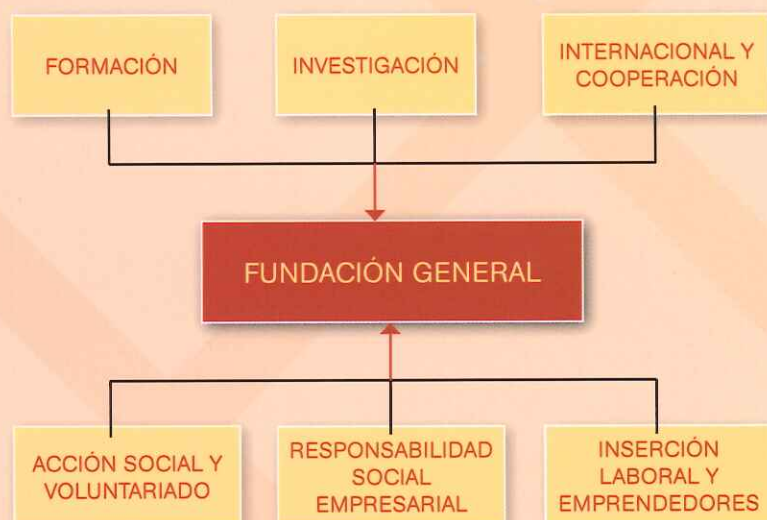 FORMACIÓN
INVESTIGACIÓN
INTERNACIONAL Y
COOPERACIÓN
FUNDACIÓN GENERAL
ACCIÓN SOCIAL Y
VOLUNTARIADO
RESPONSABILIDAD
SOCIAL
EMPRESARIAL
INSERCIÓN
LABORAL Y
EMPRENDEDORES